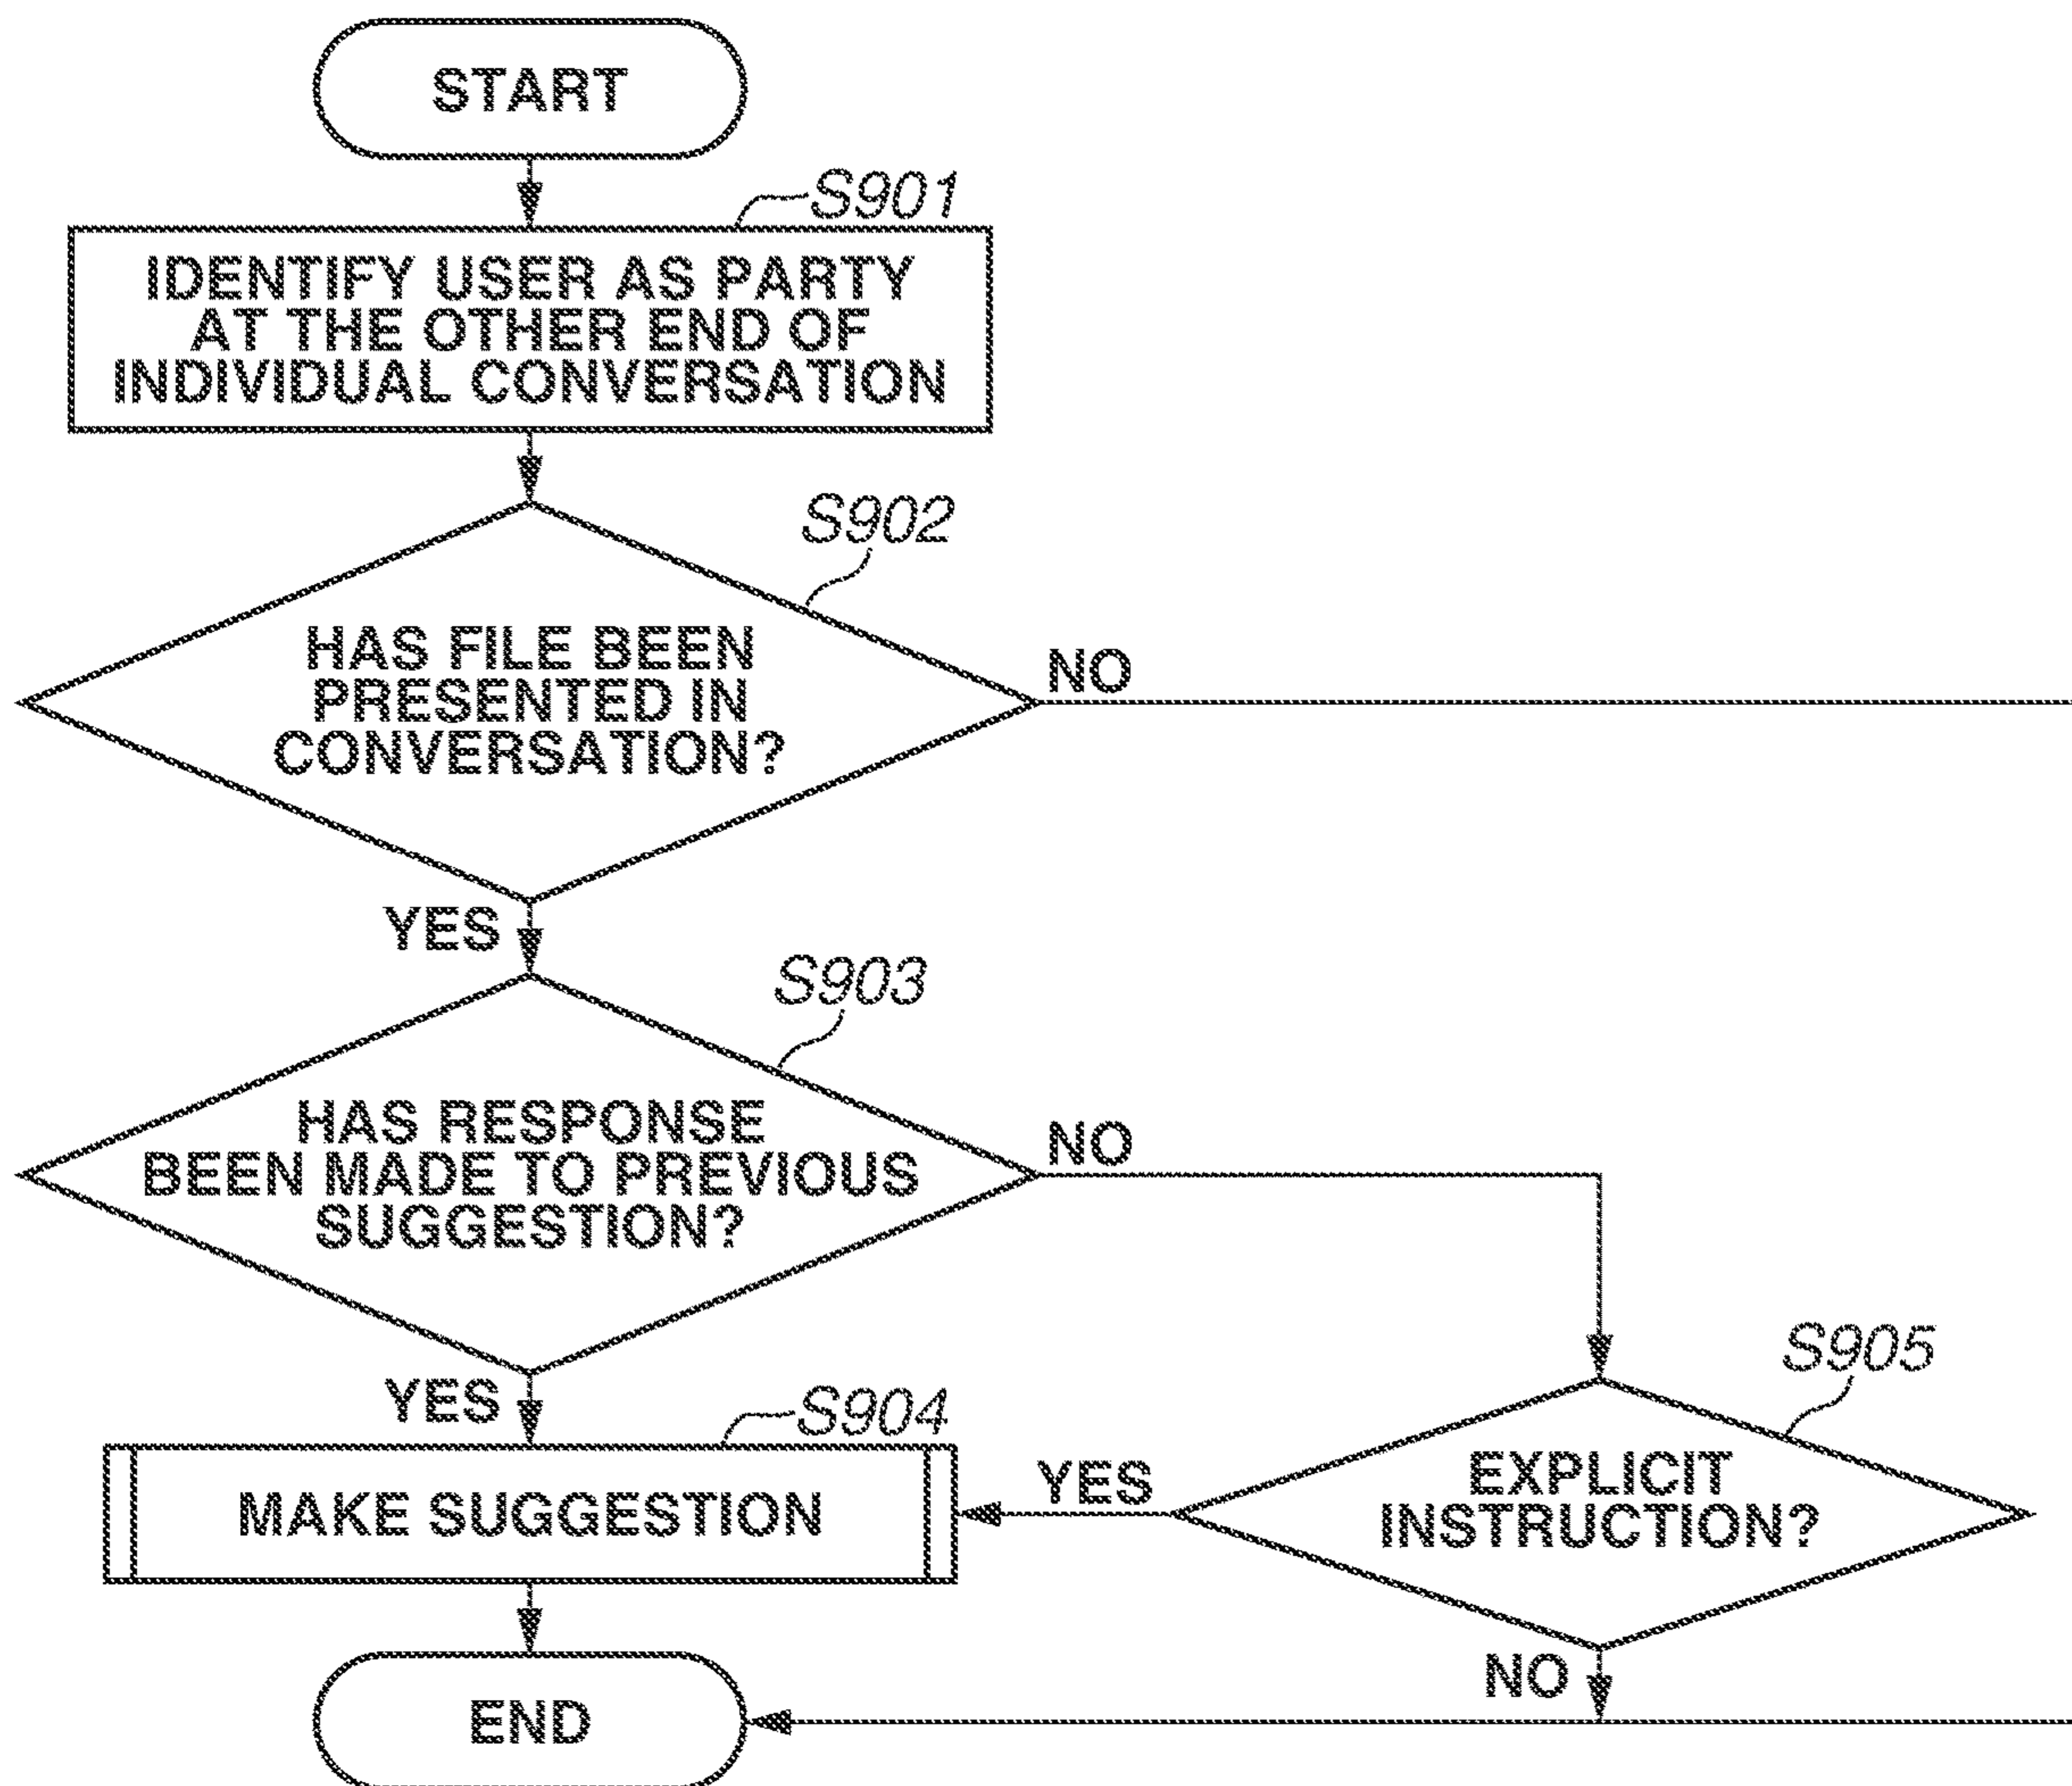 START
S901
IDENTIFY USER AS PARTY
AT THE OTHER END OF
INDIVIDUAL CONVERSATION
S902
HAS FILE BEEN
PRESENTED IN
CONVERSATION?
NO
YES
S903
HAS RESPONSE
BEEN MADE TO PREVIOUS
SUGGESTION?
NO
YES
S904
MAKE SUGGESTION
S905
EXPLICIT
INSTRUCTION?
YES
NO
END